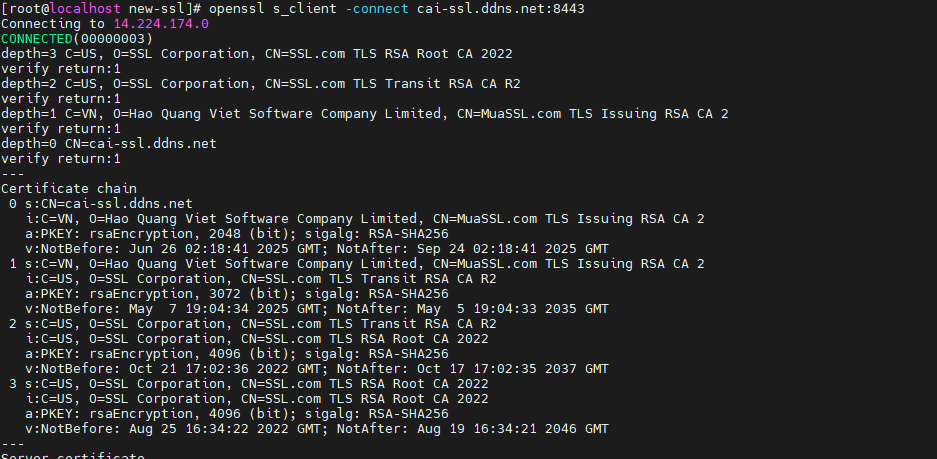 [root@localhost new-ssl]# openssl s_client -connect cai-ssl.ddns.net:8443
Connecting to 14.224.174.0
CONNECTED(00000003)
depth=3 C=US, O=SSL Corporation, CN=SSL.com TLS RSA Root CA 2022
verify return:1
depth=2 C=US, O=SSL Corporation, CN=SSL.com TLS Transit RSA CA R2
verify return:1
depth=1 C=VN, O=Hao Quang Viet Software Company Limited, CN=MuaSSL.com TLS Issuing RSA CA 2
verify return:1
depth=0 CN=cai-ssl.ddns.net
verify return:1
---
Certificate chain
 0 s:CN=cai-ssl.ddns.net
   i:C=VN, O=Hao Quang Viet Software Company Limited, CN=MuaSSL.com TLS Issuing RSA CA 2
   a:PKEY: rsaEncryption, 2048 (bit); sigalg: RSA-SHA256
   v:NotBefore: Jun 26 02:18:41 2025 GMT; NotAfter: Sep 24 02:18:41 2025 GMT
 1 s:C=VN, O=Hao Quang Viet Software Company Limited, CN=MuaSSL.com TLS Issuing RSA CA 2
   i:C=US, O=SSL Corporation, CN=SSL.com TLS Transit RSA CA R2
   a:PKEY: rsaEncryption, 3072 (bit); sigalg: RSA-SHA256
   v:NotBefore: May  7 19:04:34 2025 GMT; NotAfter: May  5 19:04:33 2035 GMT
 2 s:C=US, O=SSL Corporation, CN=SSL.com TLS Transit RSA CA R2
   i:C=US, O=SSL Corporation, CN=SSL.com TLS RSA Root CA 2022
   a:PKEY: rsaEncryption, 4096 (bit); sigalg: RSA-SHA256
   v:NotBefore: Oct 21 17:02:36 2022 GMT; NotAfter: Oct 17 17:02:35 2037 GMT
 3 s:C=US, O=SSL Corporation, CN=SSL.com TLS RSA Root CA 2022
   i:C=US, O=SSL Corporation, CN=SSL.com TLS RSA Root CA 2022
   a:PKEY: rsaEncryption, 4096 (bit); sigalg: RSA-SHA256
   v:NotBefore: Aug 25 16:34:22 2022 GMT; NotAfter: Aug 19 16:34:21 2046 GMT
---
Server certificate